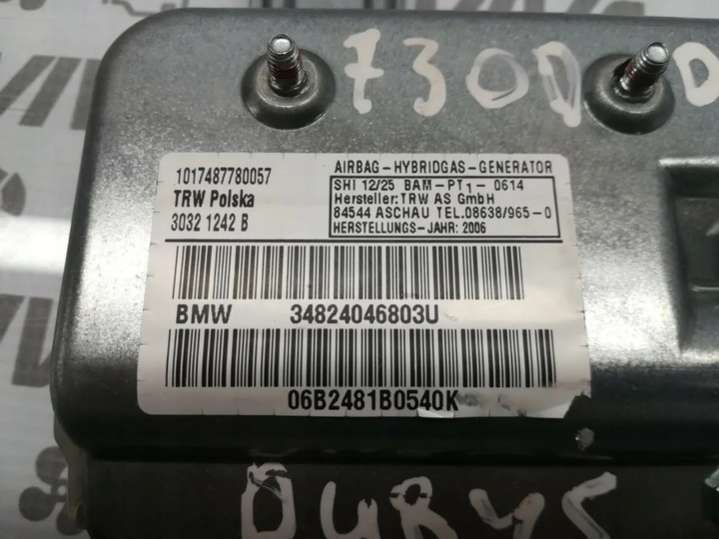 730D D
1017487780057
TRW Polska
3032 1242 B
AIRBAG-HYBRIDGAS-GENERATOR
SHI 12/25 BAM-PT1- 0614
Hersteller:TRW AS GmbH
84544 ASCHAU TEL.08638/965-0
HERSTELLUNGS-JAHR: 2006
BMW 34824046803U
06B2481B0540K